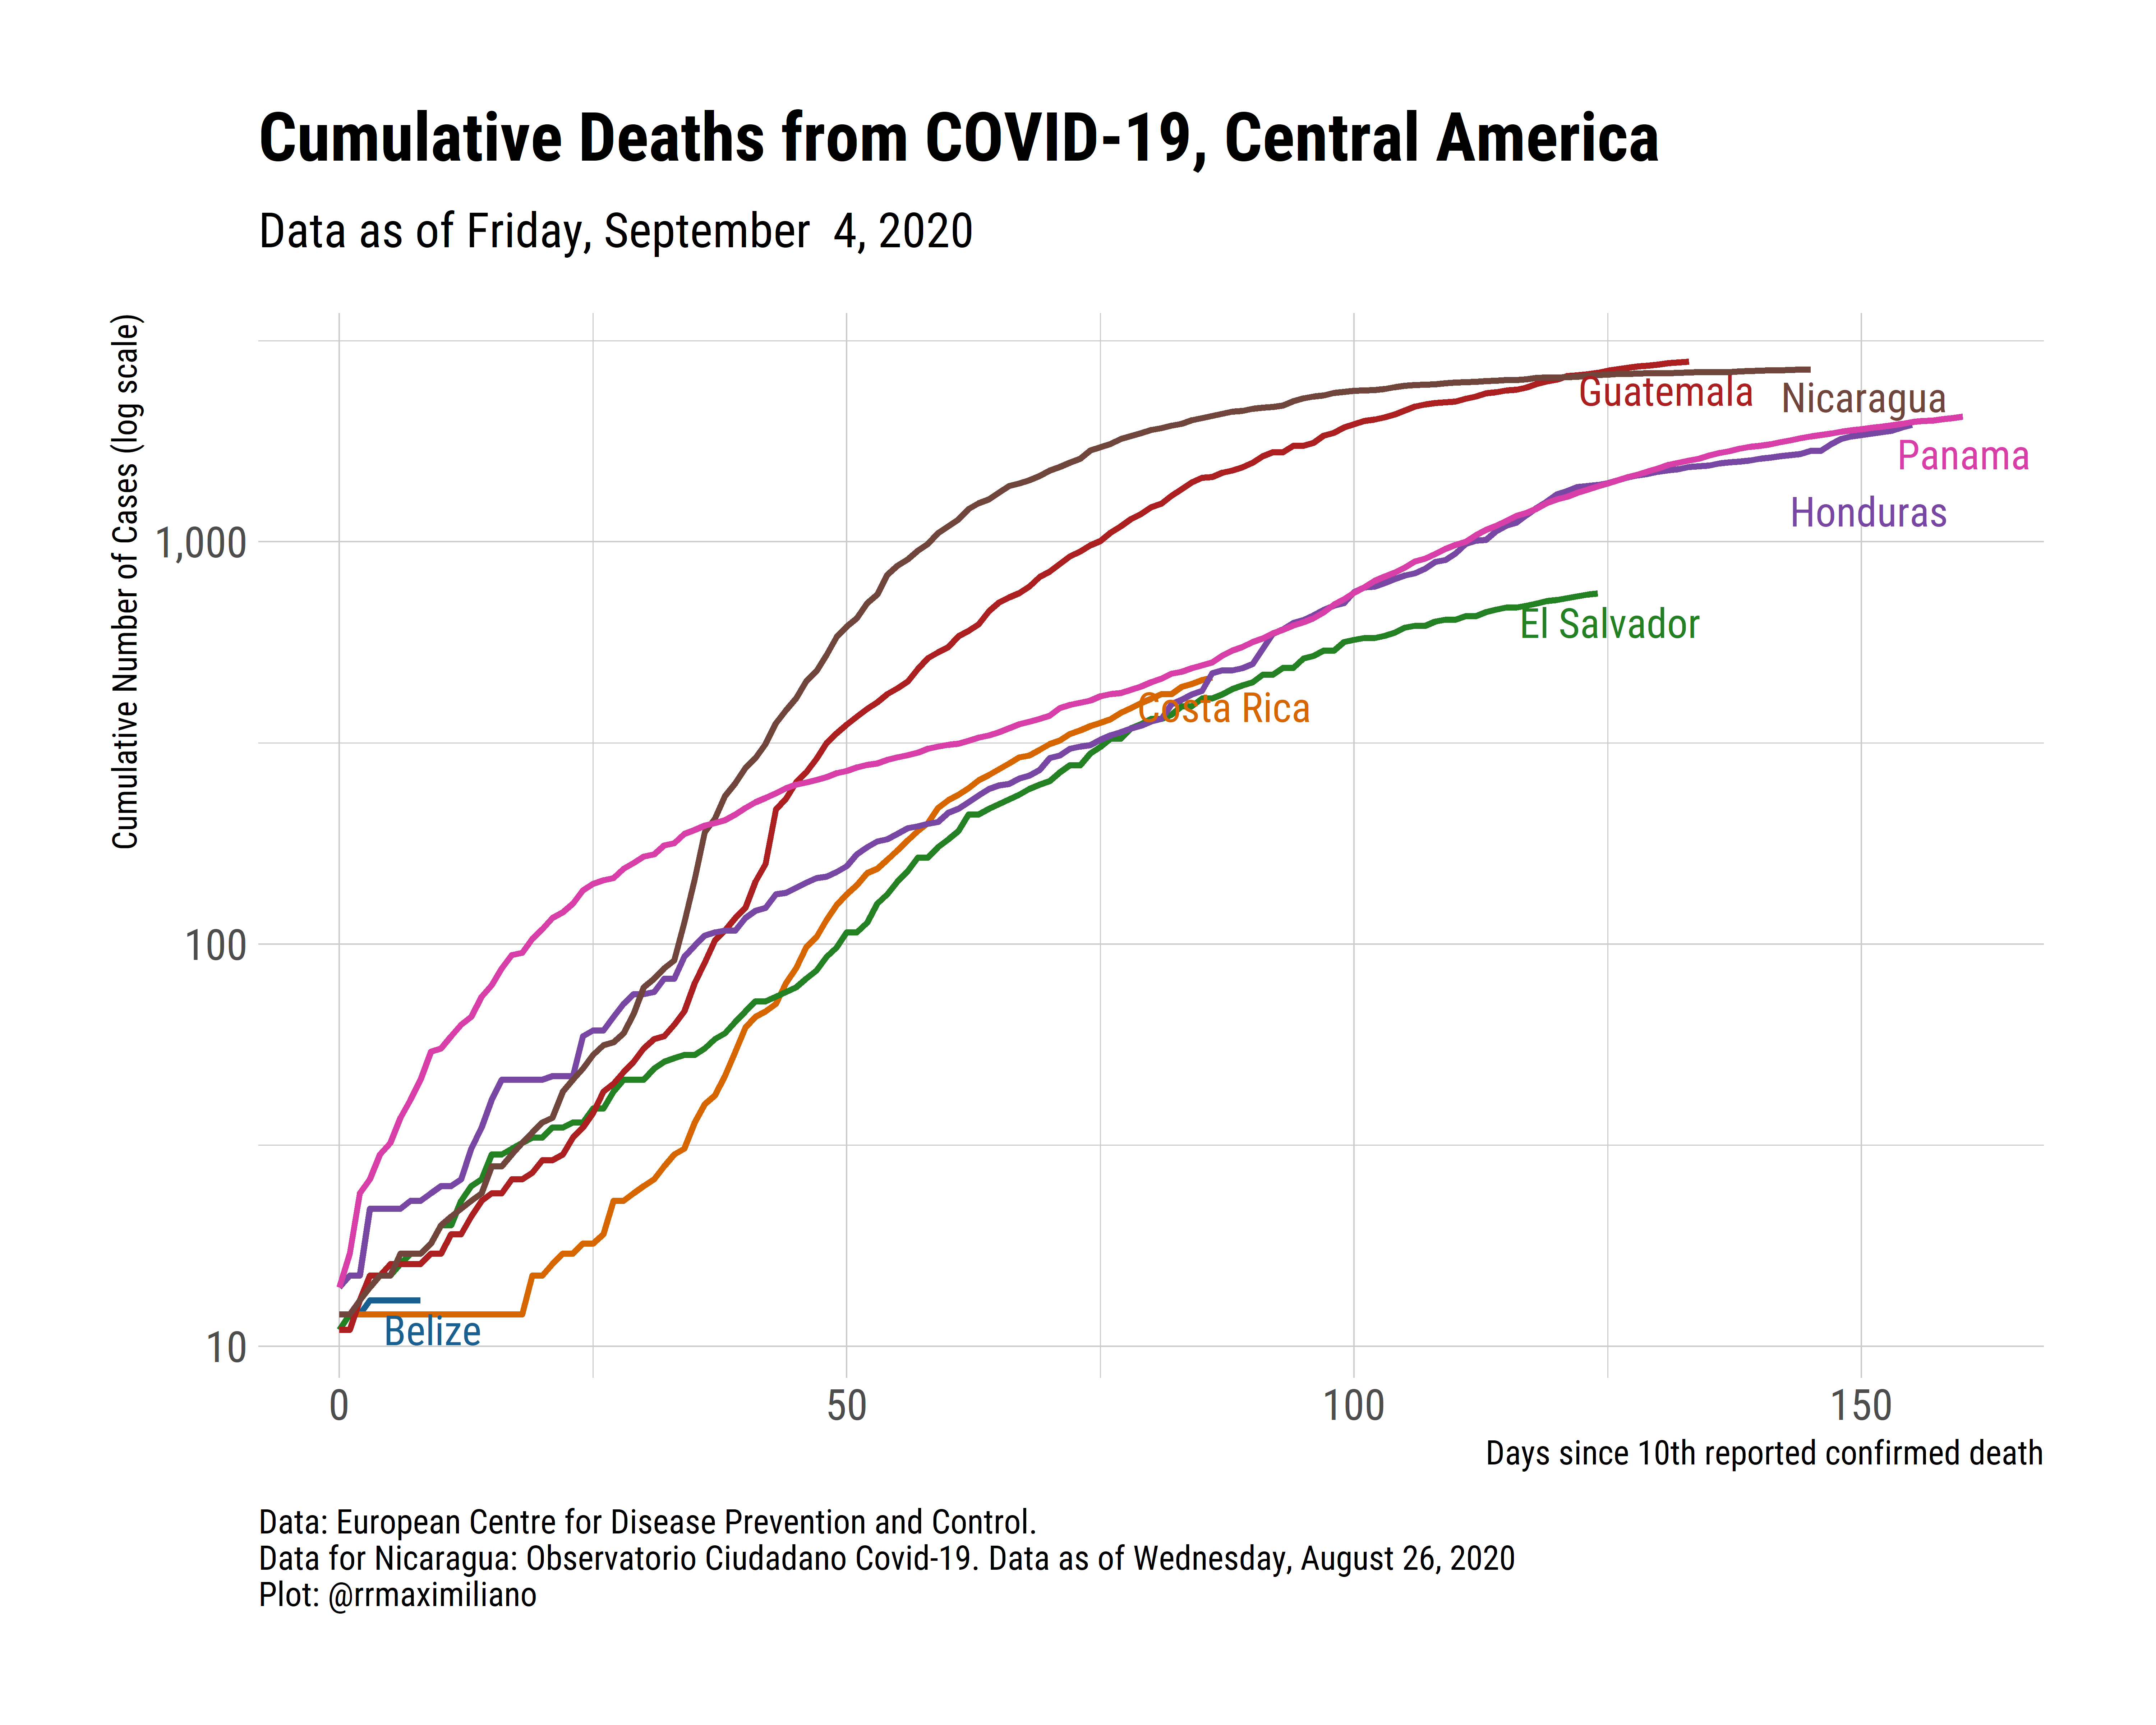 Cumulative Deaths from COVID-19, Central America
Data as of Friday, September  4, 2020
Cumulative Number of Cases (log scale)
1,000
100
10
Guatemala
Nicaragua
Panama
Honduras
El Salvador
Costa Rica
Belize
0
50
100
150
Days since 10th reported confirmed death
Data: European Centre for Disease Prevention and Control.
Data for Nicaragua: Observatorio Ciudadano Covid-19. Data as of Wednesday, August 26, 2020
Plot: @rrmaximiliano